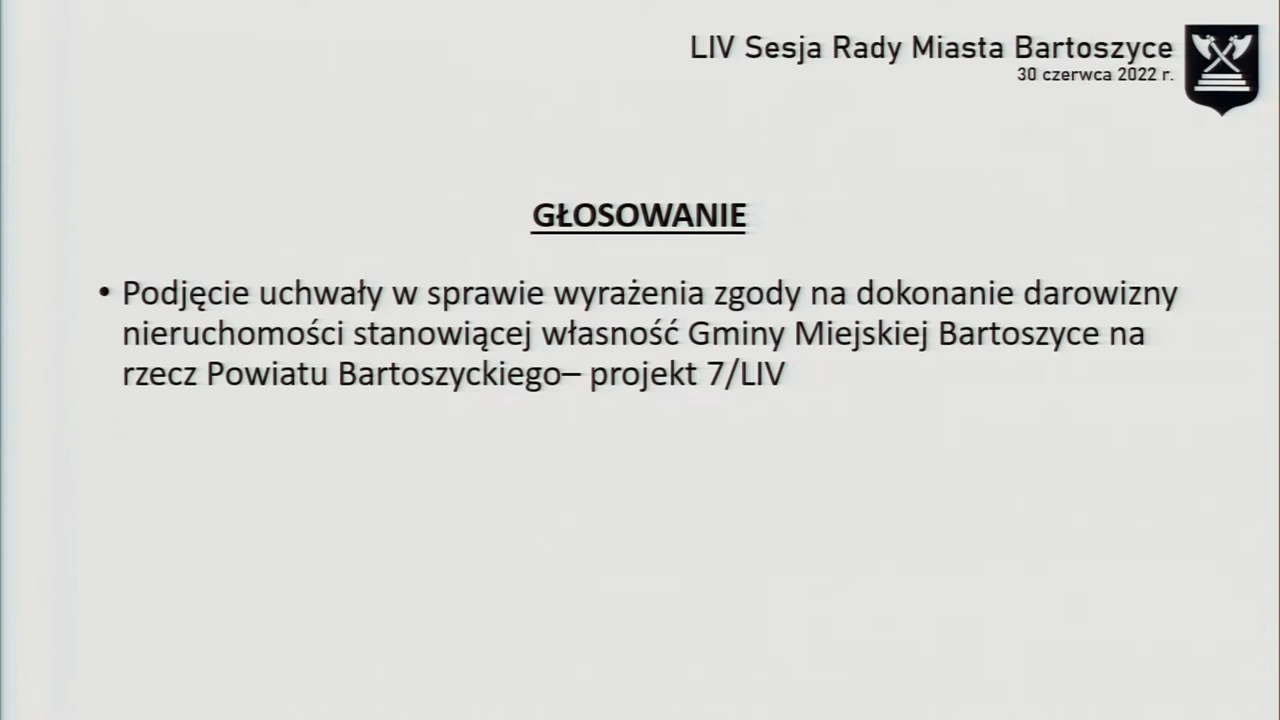 LIV Sesja Rady Miasta Bartoszyce
30 czerwca 2022 r.
GŁOSOWANIE
• Podjęcie uchwały w sprawie wyrażenia zgody na dokonanie darowizny
nieruchomości stanowiącej własność Gminy Miejskiej Bartoszyce na
rzecz Powiatu Bartoszyckiego– projekt 7/LIV